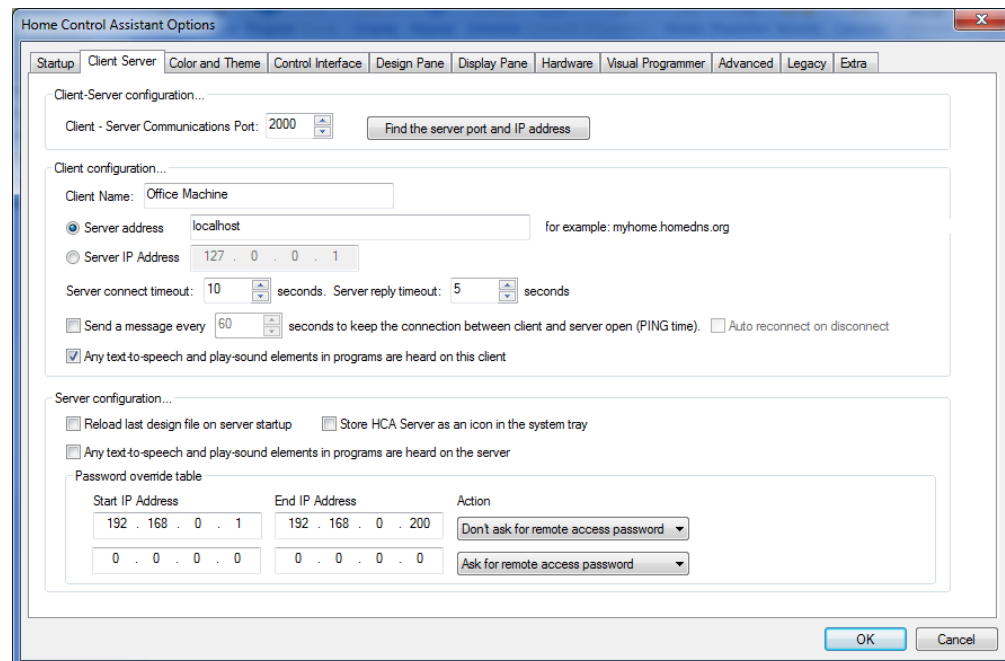 Home Control Assistant Options
Startup Client Server Color and Theme Control Interface Design Pane Display Pane Hardware Visual Programmer Advanced Legacy Extra
Client-Server configuration...
Client - Server Communications Port: 2000 Find the server port and IP address
Client configuration...
Client Name: Office Machine
Server address localhost for example: myhome.homedns.org
Server IP Address 127 . 0 . 0 . 1
Server connect timeout: 10 seconds. Server reply timeout: 5 seconds
Send a message every 60 seconds to keep the connection between client and server open (PING time). Auto reconnect on disconnect
Any text-to-speech and play-sound elements in programs are heard on this client
Server configuration...
Reload last design file on server startup Store HCA Server as an icon in the system tray
Any text-to-speech and play-sound elements in programs are heard on the server
Password override table
Start IP Address End IP Address Action
192 . 168 . 0 . 1 192 . 168 . 0 . 200 Don't ask for remote access password
0 . 0 . 0 . 0 0 . 0 . 0 . 0 Ask for remote access password
OK Cancel